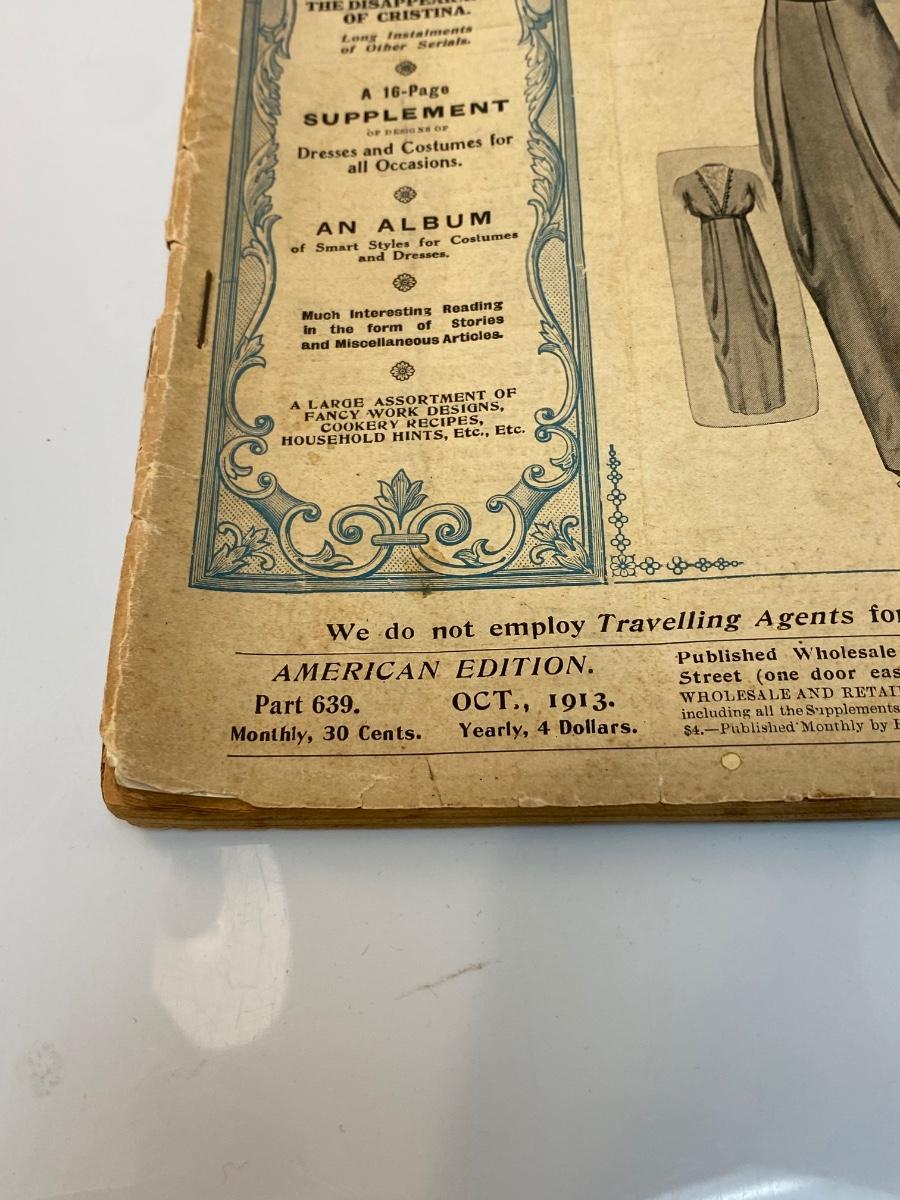 THE DISAPPEAR
OF CRISTINA.
Long Instalments
of Other Serials.
A 16-Page
SUPPLEMENT
OF DESIGNS OF
Dresses and Costumes for
all Occasions.
AN ALBUM
of Smart Styles for Costumes
and Dresses.
Much Interesting Reading
in the form of Stories
and Miscellaneous Articles.
A LARGE ASSORTMENT OF
FANCY WORK DESIGNS,
COOKERY RECIPES,
HOUSEHOLD HINTS, Etc., Etc.
We do not employ Travelling Agents for
AMERICAN EDITION.
Part 639. OCT., 1913.
Monthly, 30 Cents. Yearly, 4 Dollars.
Published Wholesale
Street (one door eas
WHOLESALE AND RETAI
including all the Supplements
$4.—Published Monthly by